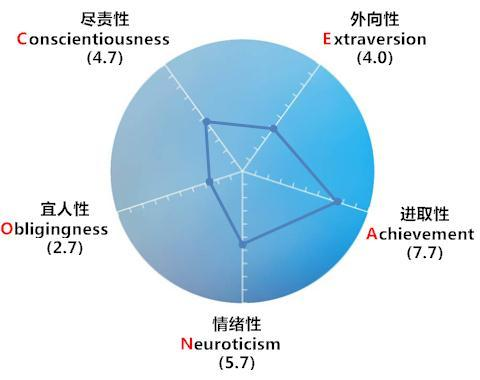 尽责性
Conscientiousness
(4.7)
外向性
Extraversion
(4.0)
宜人性
Obligingness
(2.7)
进取性
Achievement
(7.7)
情绪性
Neuroticism
(5.7)